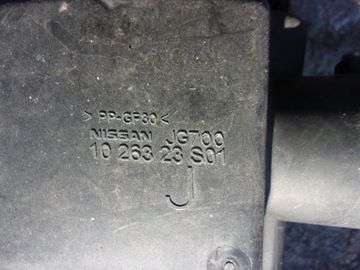 >PP-GF30<
NISSAN JG700
10 263 23 S01
J